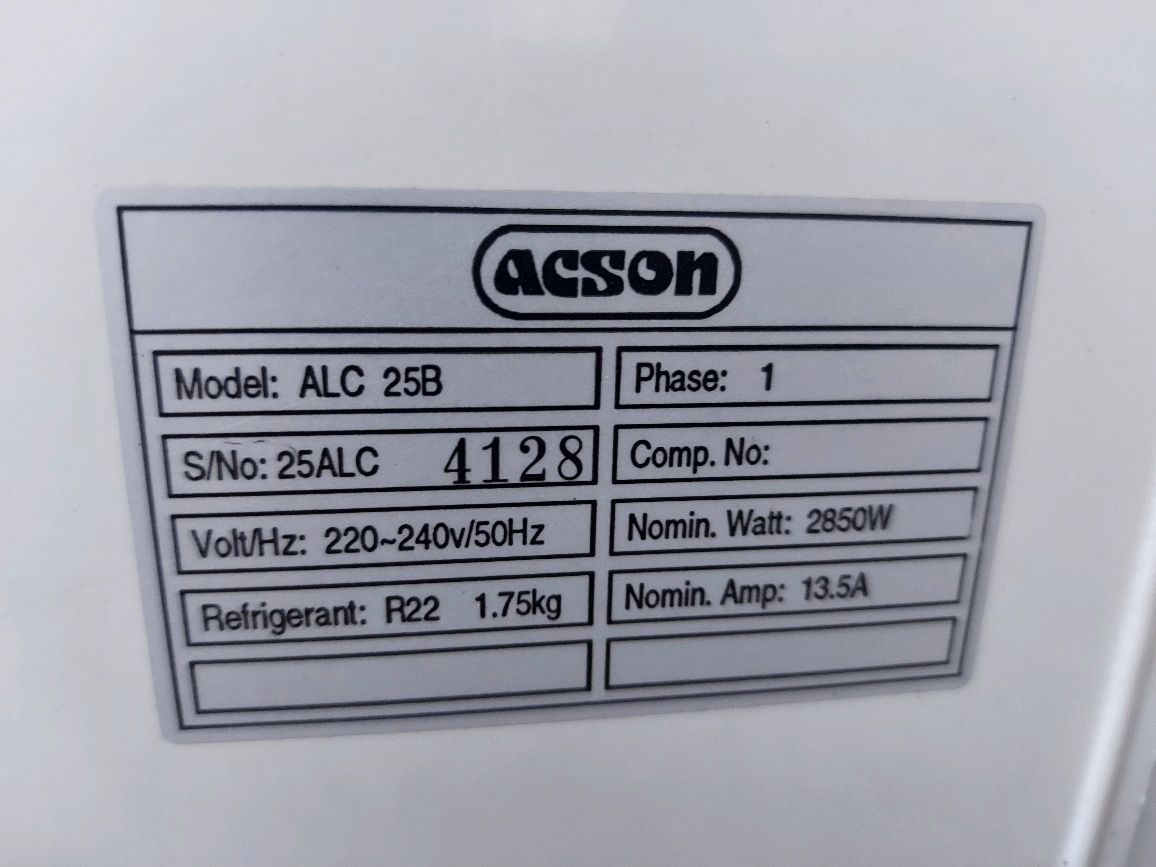 acson
Model: ALC 25B
Phase: 1
S/No: 25ALC 4128
Comp. No:
Volt/Hz: 220~240v/50Hz
Nomin. Watt: 2850W
Refrigerant: R22 1.75kg
Nomin. Amp: 13.5A